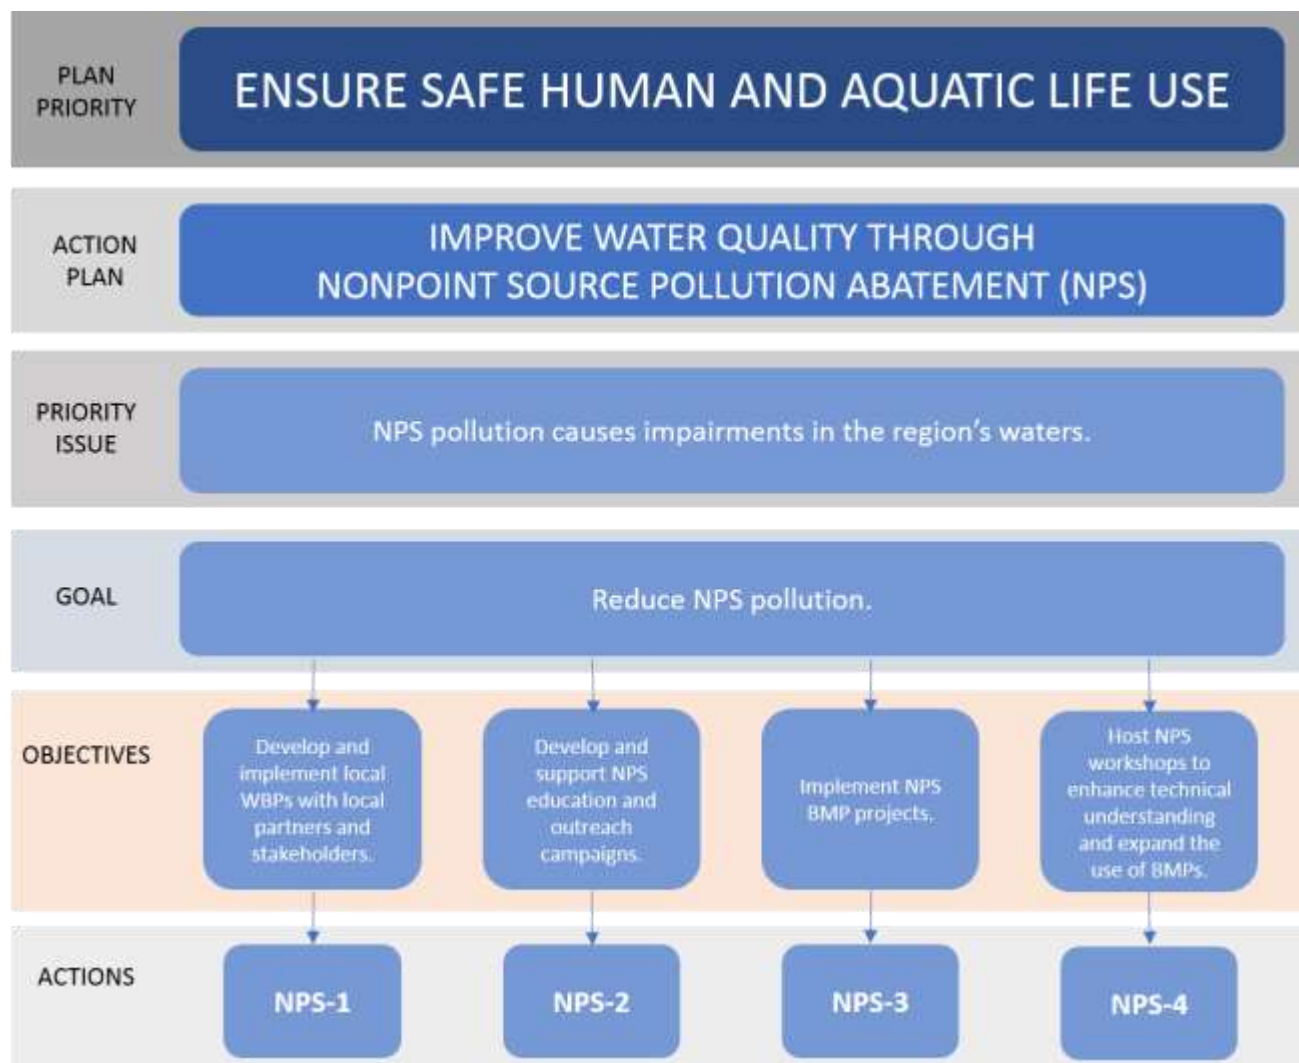 PLAN
PRIORITY
ENSURE SAFE HUMAN AND AQUATIC LIFE USE
ACTION
PLAN
IMPROVE WATER QUALITY THROUGH
NONPOINT SOURCE POLLUTION ABATEMENT (NPS)
PRIORITY
ISSUE
NPS pollution causes impairments in the region's waters.
GOAL
Reduce NPS pollution.
OBJECTIVES
Develop and
implement local
WBPs with local
partners and
stakeholders.
Develop and
support NPS
education and
outreach
campaigns.
Implement NPS
BMP projects.
Host NPS
workshops to
enhance technical
understanding
and expand the
use of BMPs.
ACTIONS
NPS-1
NPS-2
NPS-3
NPS-4